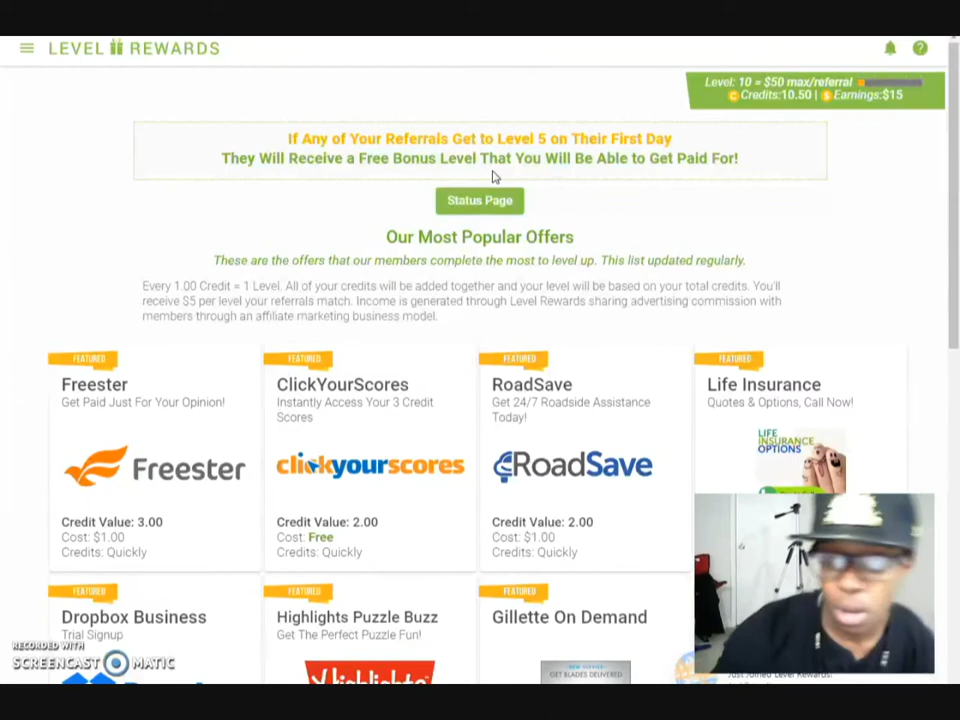 LEVEL REWARDS
Level: 10 = $50 max/referral
Credits:10.50 | Earnings:$15
If Any of Your Referrals Get to Level 5 on Their First Day
They Will Receive a Free Bonus Level That You Will Be Able to Get Paid For!
Status Page
Our Most Popular Offers
These are the offers that our members complete the most to level up. This list updated regularly.
Every 1.00 Credit = 1 Level. All of your credits will be added together and your level will be based on your total credits. You'll
receive $5 per level your referrals match. Income is generated through Level Rewards sharing advertising commission with
members through an affiliate marketing business model.
FEATURED
Freester
Get Paid Just For Your Opinion!
Freester
Credit Value: 3.00
Cost: $1.00
Credits: Quickly
FEATURED
ClickYourScores
Instantly Access Your 3 Credit
Scores
clickyourscores
Credit Value: 2.00
Cost: Free
Credits: Quickly
FEATURED
RoadSave
Get 24/7 Roadside Assistance
Today!
RoadSave
Credit Value: 2.00
Cost: $1.00
Credits: Quickly
FEATURED
Life Insurance
Quotes & Options, Call Now!
LIFE
INSURANCE
OPTIONS
FEATURED
Dropbox Business
Trial Signup
FEATURED
Highlights Puzzle Buzz
Get The Perfect Puzzle Fun!
Highlights
FEATURED
Gillette On Demand
GET BLADES DELIVERED
Just Joined Level Rewards!
RECORDED WITH
SCREENCAST MATIC